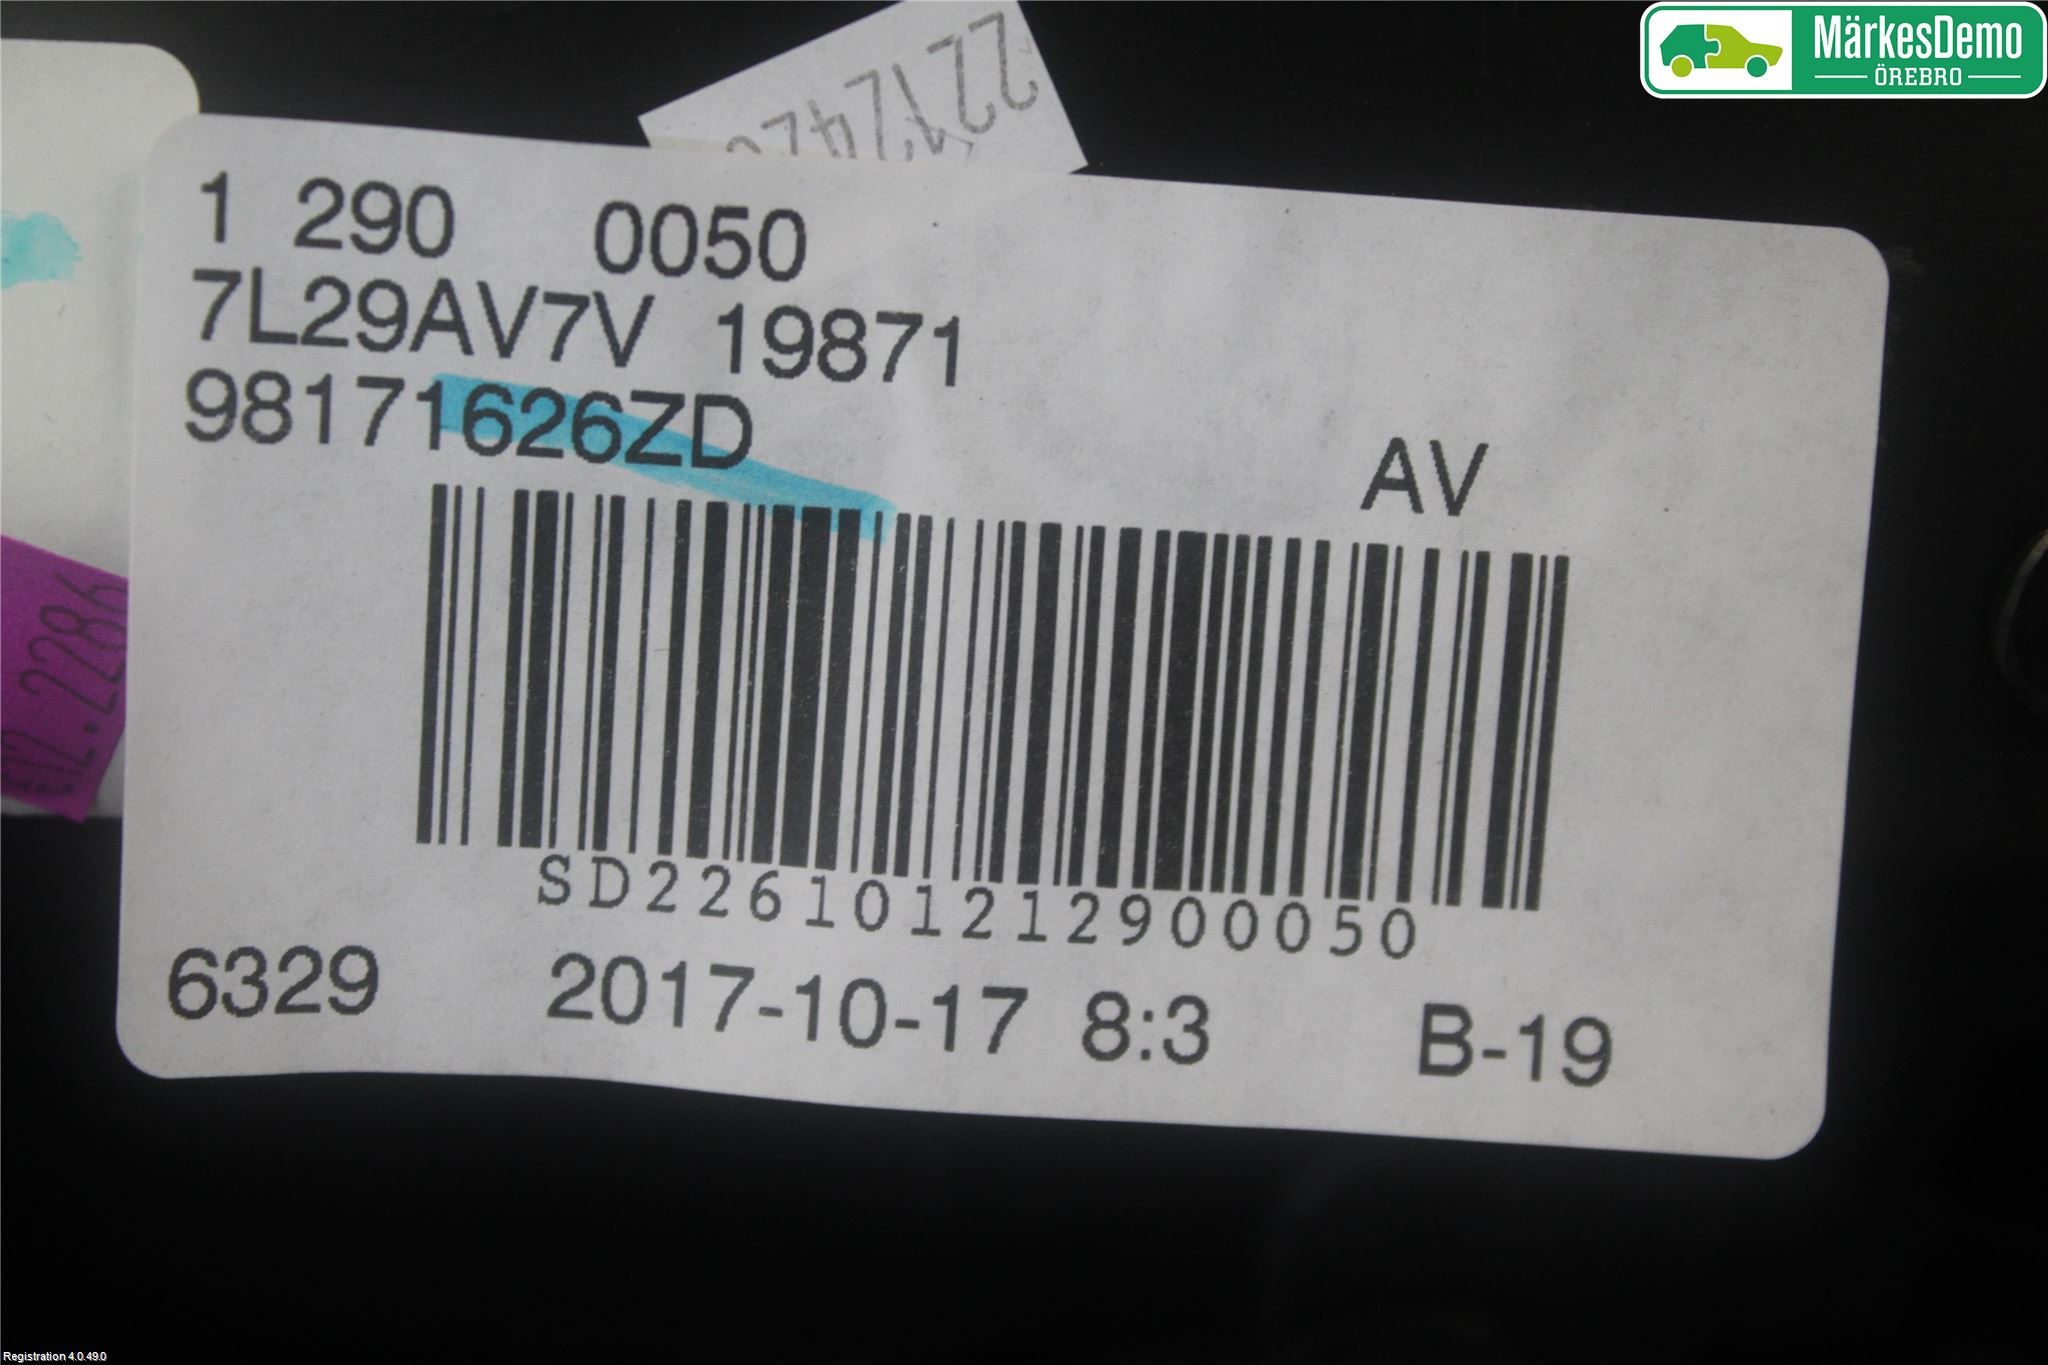 MärkesDemo
ÖREBRO
1 290 0050
7L29AV7V 19871
98171626ZD
AV
SD226101212900050
6329 2017-10-17 8:3 B-19
Registration 4.0.49.0